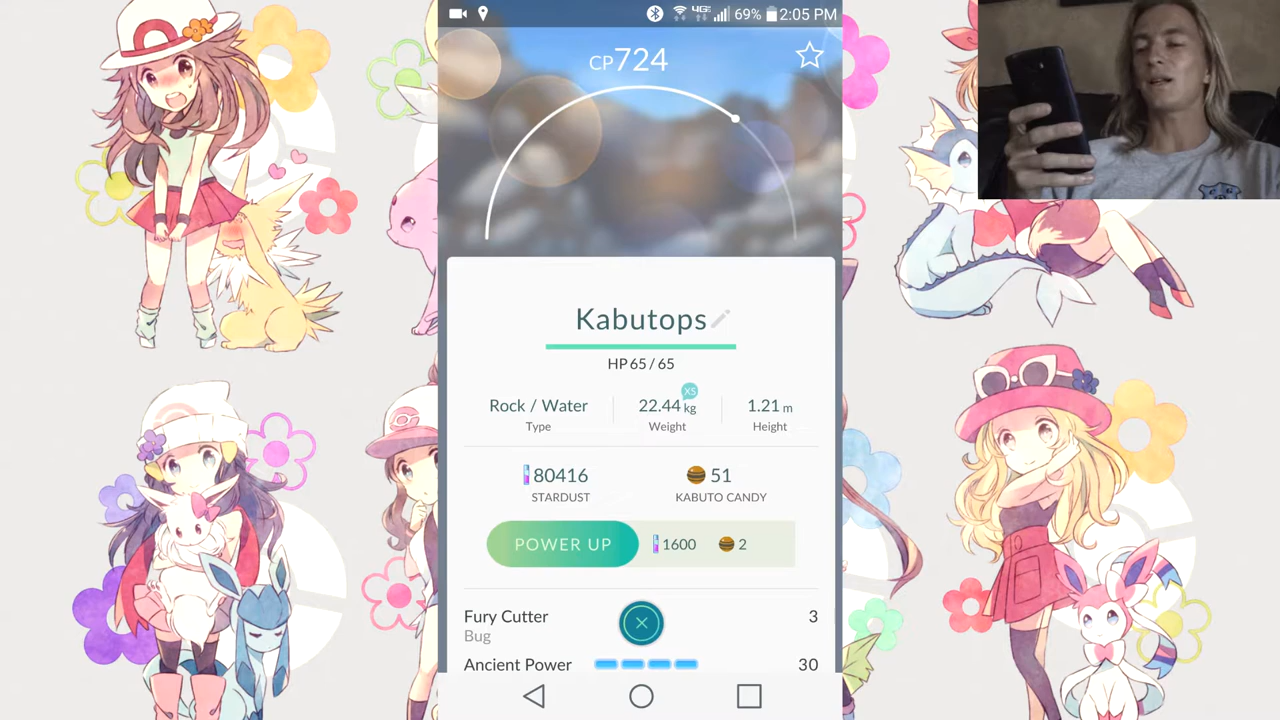 4G 69% 2:05 PM
CP724
Kabutops
HP 65 / 65
Rock / Water
Type
XS
22.44 kg
Weight
1.21 m
Height
80416
STARDUST
51
KABUTO CANDY
POWER UP 1600 2
Fury Cutter 3
Bug
Ancient Power 30